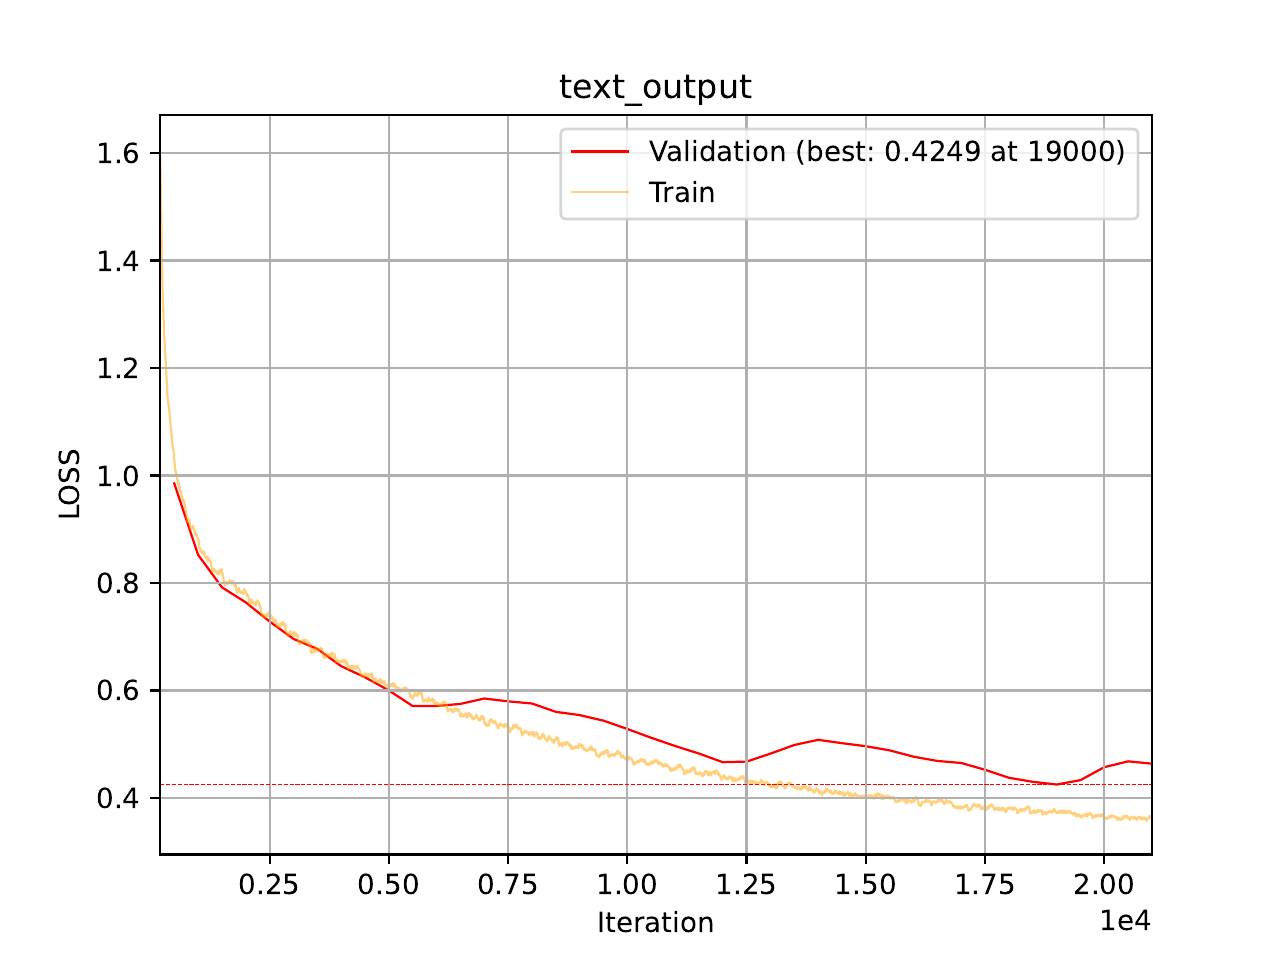 text_output
Validation (best: 0.4249 at 19000)
Train
1.6
1.4
1.2
1.0
0.8
0.6
0.4
LOSS
0.25 0.50 0.75 1.00 1.25 1.50 1.75 2.00
Iteration
1e4